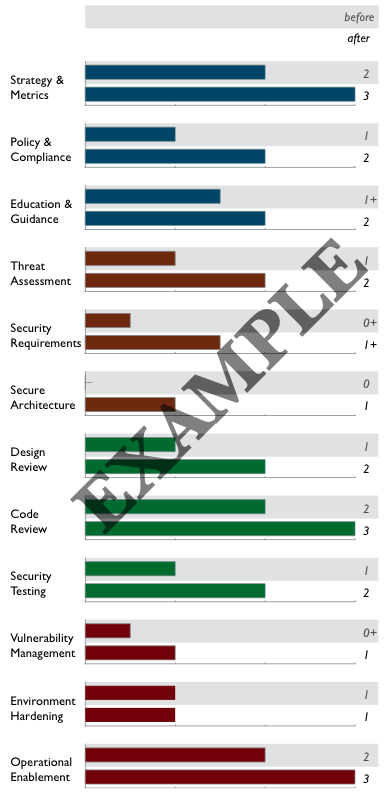 before
after
Strategy &
Metrics
2
3
Policy &
Compliance
1
2
Education &
Guidance
1+
2
Threat
Assessment
1
2
Security
Requirements
0+
1+
Secure
Architecture
0
1
Design
Review
1
2
Code
Review
2
3
Security
Testing
1
2
Vulnerability
Management
0+
1
Environment
Hardening
1
1
Operational
Enablement
2
3
EXAMPLE